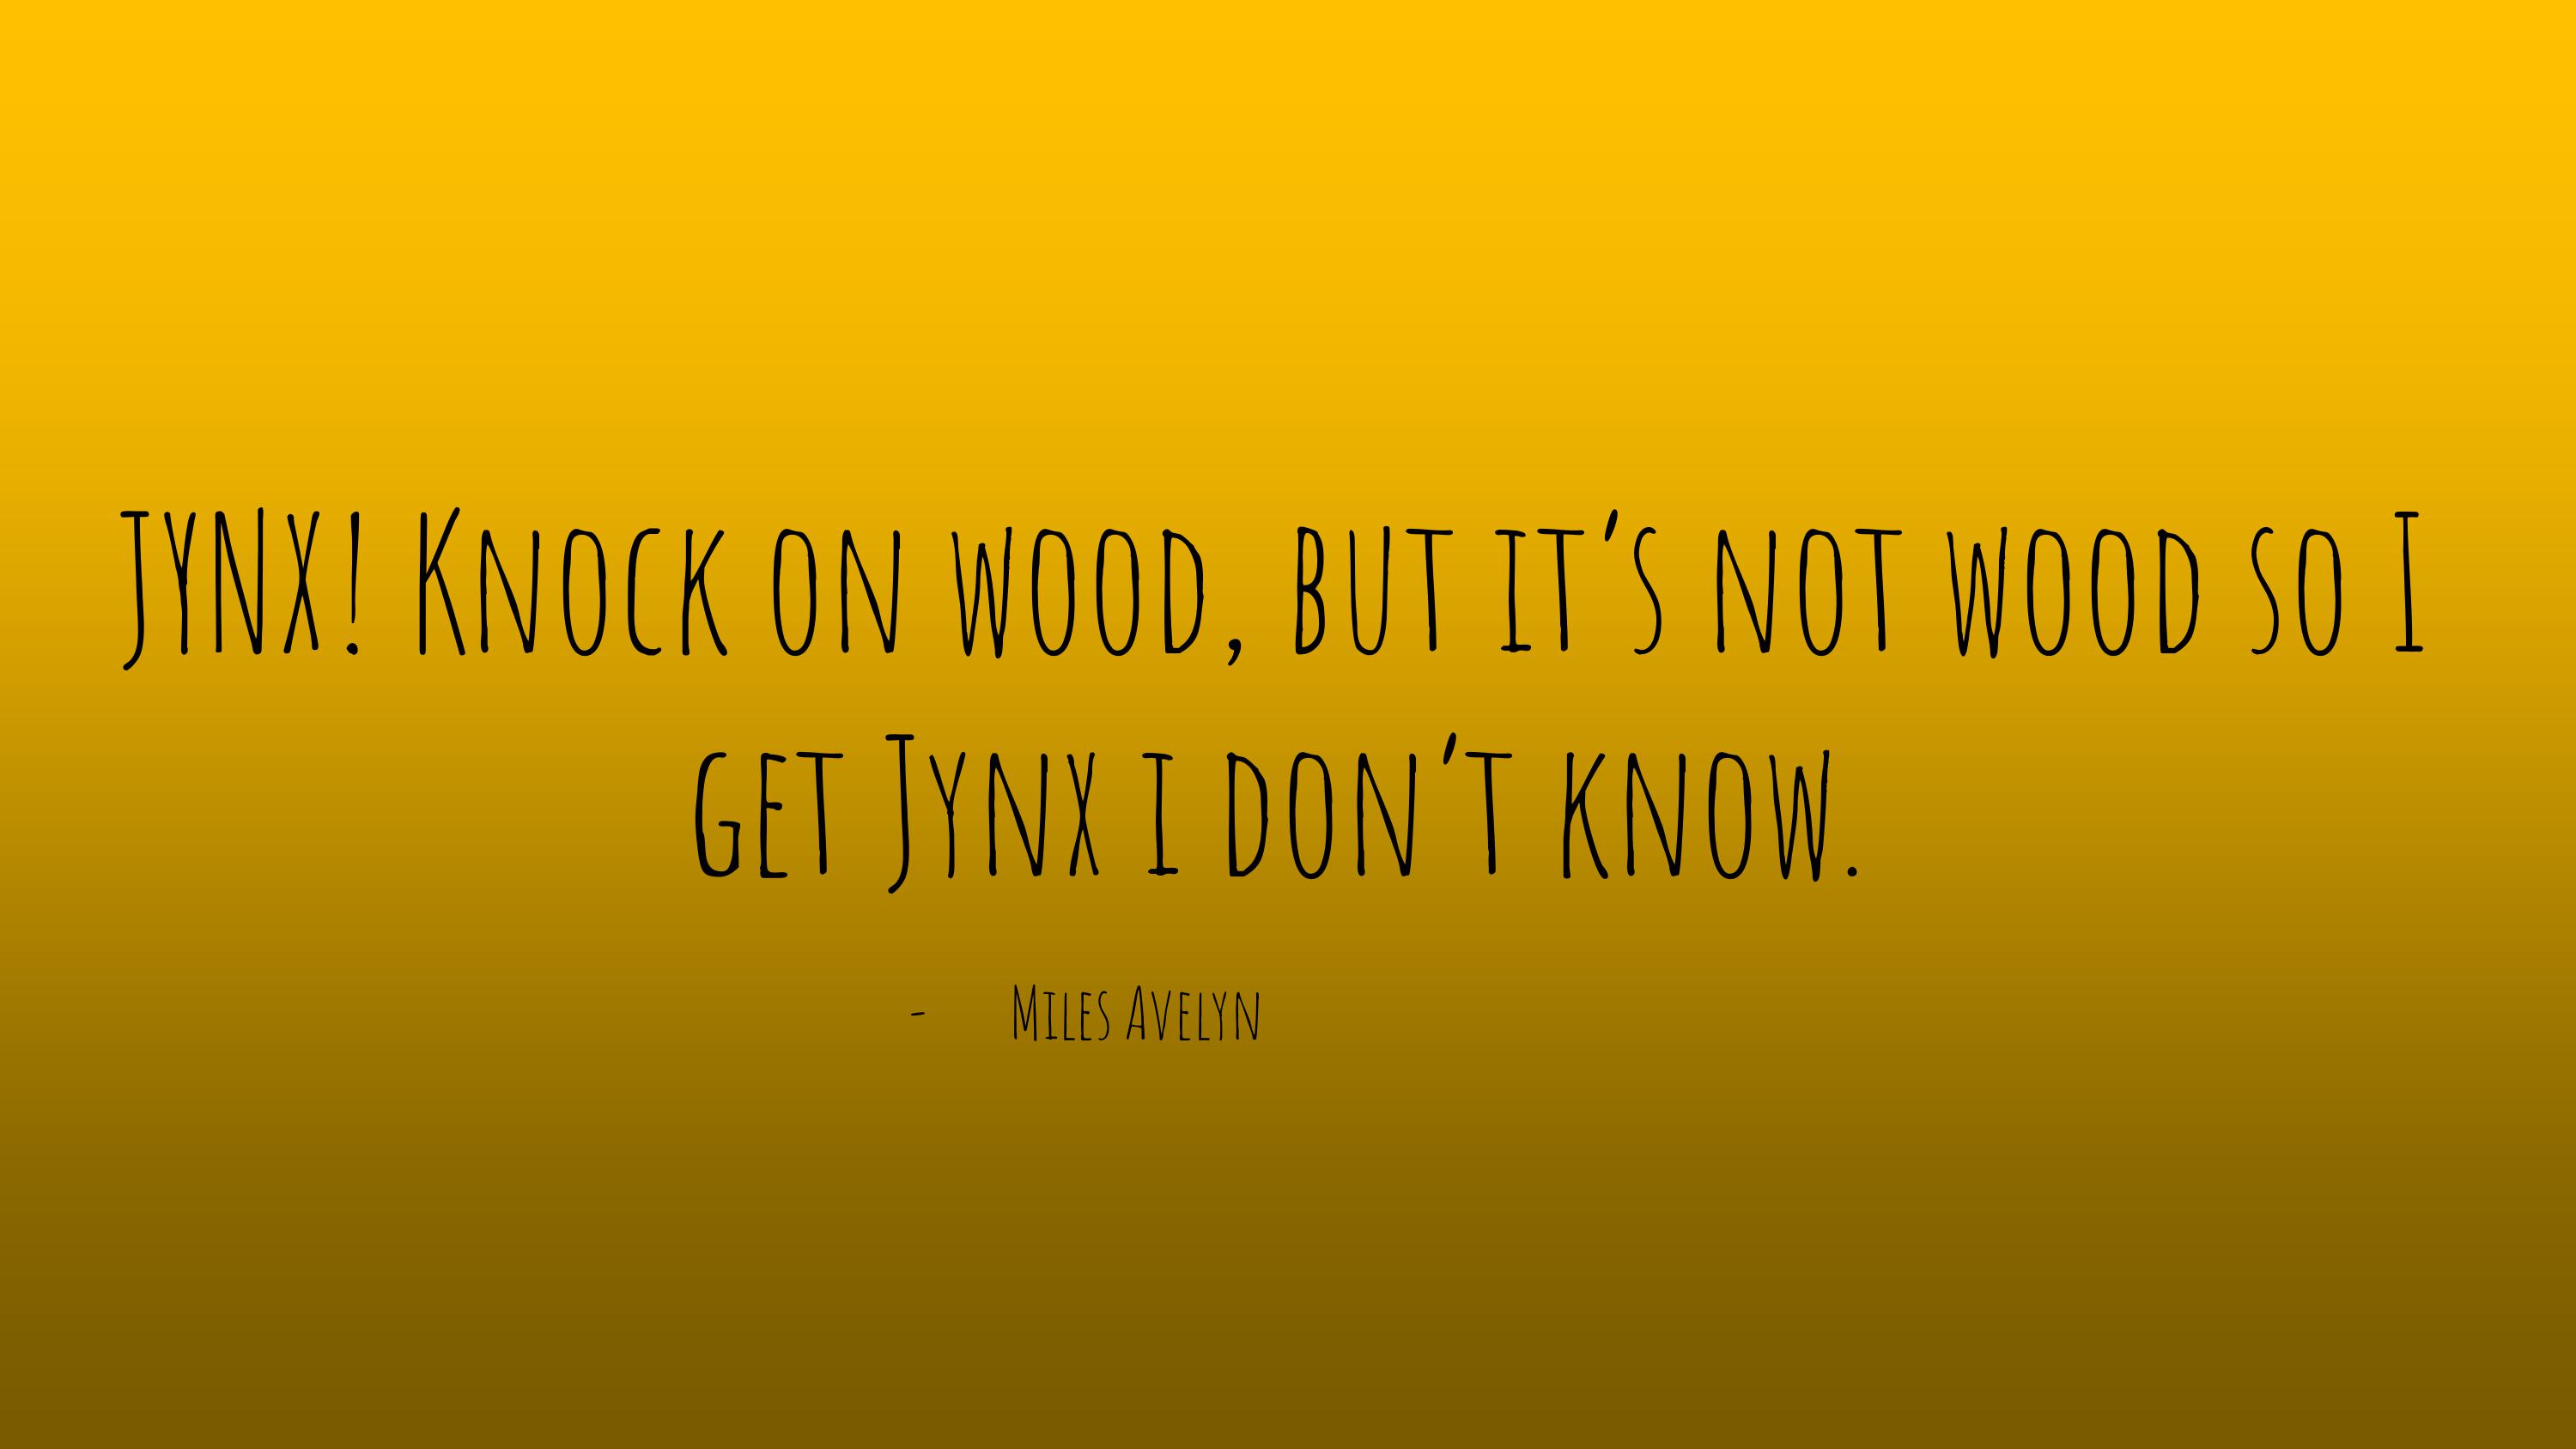 JYNX! Knock on wood, but it's not wood so I
get Jynx i don't know.
- Miles Avelyn